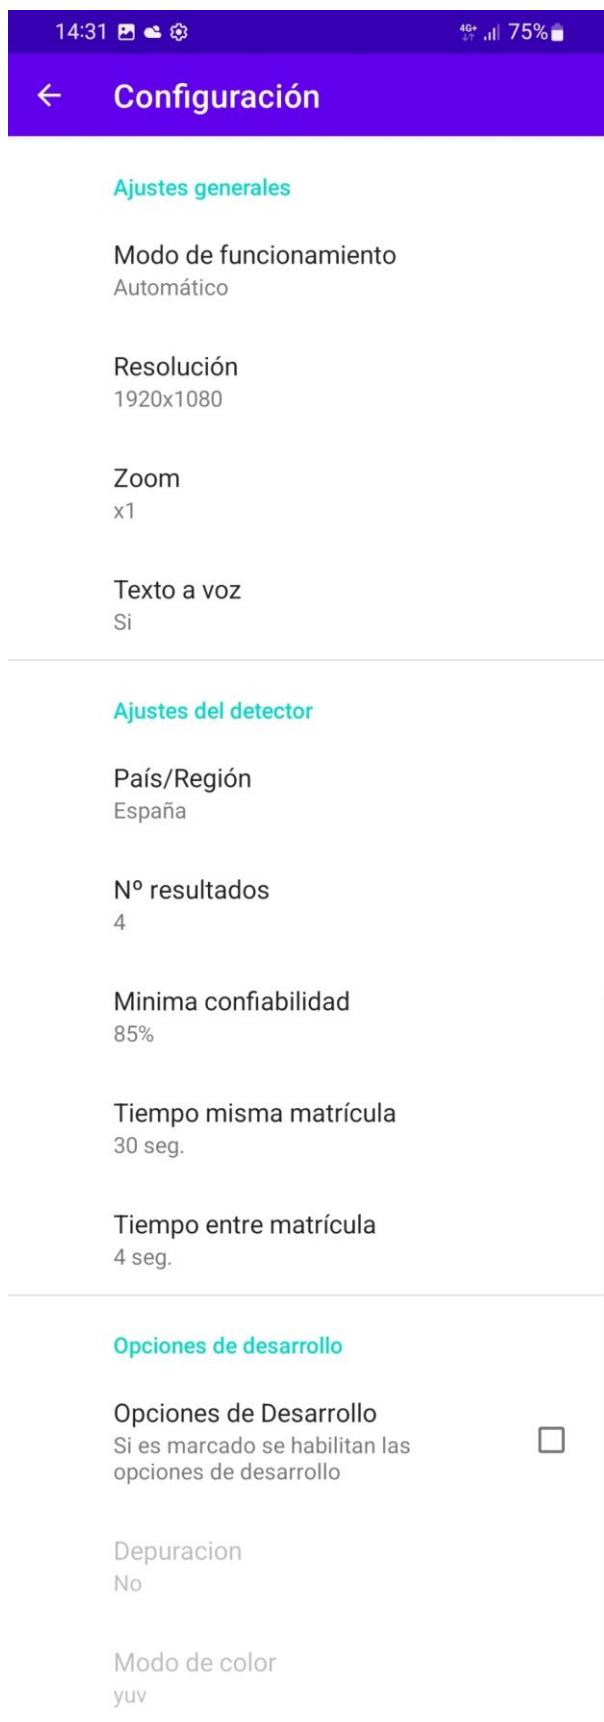 14:31 4G+ 75%
Configuración
Ajustes generales
Modo de funcionamiento
Automático
Resolución
1920x1080
Zoom
x1
Texto a voz
Si
Ajustes del detector
País/Región
España
Nº resultados
4
Minima confiabilidad
85%
Tiempo misma matrícula
30 seg.
Tiempo entre matrícula
4 seg.
Opciones de desarrollo
Opciones de Desarrollo
Si es marcado se habilitan las
opciones de desarrollo
Depuracion
No
Modo de color
yuv